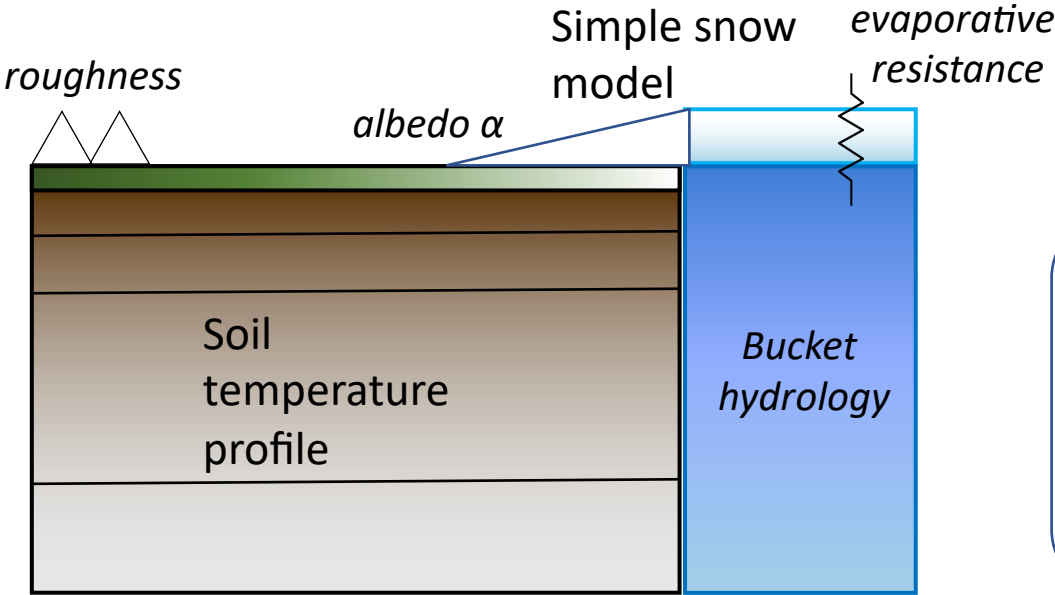 Simple snow
model
evaporative
resistance
roughness
albedo α
Soil
temperature
profile
Bucket
hydrology